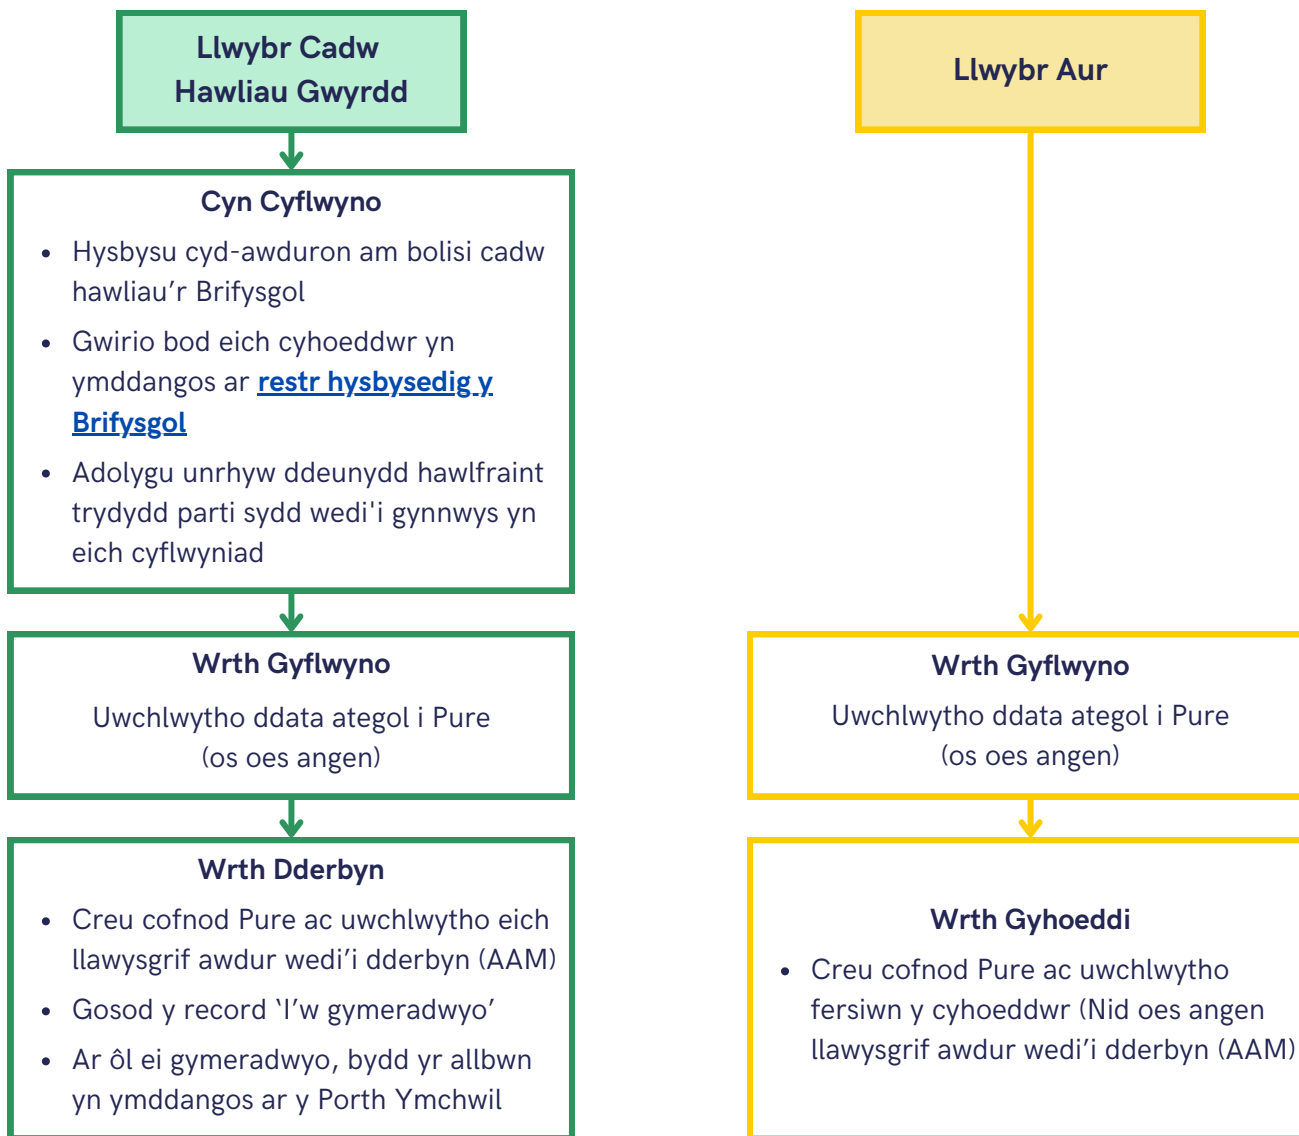 Llwybr Cadw
Hawliau Gwyrdd
Cyn Cyflwyno
• Hysbysu cyd-awduron am bolisi cadw
hawliau’r Brifysgol
• Gwirio bod eich cyhoeddwr yn
ymddangos ar restr hysbysedig y
Brifysgol
• Adolygu unrhyw ddeunydd hawlfraint
trydydd parti sydd wedi'i gynnwys yn
eich cyflwyniad
Wrth Gyflwyno
Uwchlwytho ddata ategol i Pure
(os oes angen)
Wrth Dderbyn
• Creu cofnod Pure ac uwchlwytho eich
llawysgrif awdur wedi’i dderbyn (AAM)
• Gosod y record ‘I’w gymeradwyo’
• Ar ôl ei gymeradwyo, bydd yr allbwn
yn ymddangos ar y Porth Ymchwil
Llwybr Aur
Wrth Gyflwyno
Uwchlwytho ddata ategol i Pure
(os oes angen)
Wrth Gyhoeddi
• Creu cofnod Pure ac uwchlwytho
fersiwn y cyhoeddwr (Nid oes angen
llawysgrif awdur wedi’i dderbyn (AAM)